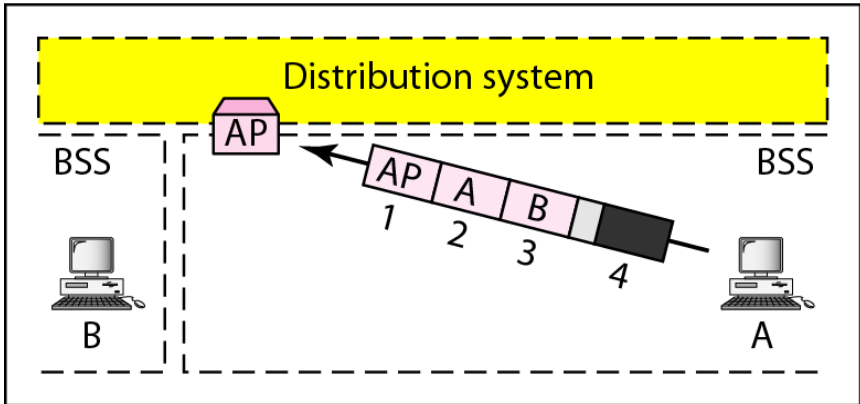 Distribution system
AP
BSS
BSS
AP A B
1 2 3 4
B
A